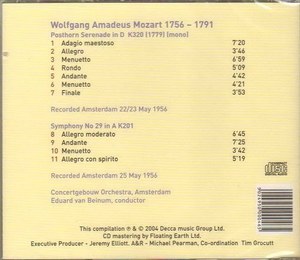 Wolfgang Amadeus Mozart 1756 – 1791
Posthorn Serenade in D K320 (1779) (mono)
1 Adagio maestoso 7'20
2 Allegro 3'46
3 Menuetto 6'59
4 Rondo 5'09
5 Andante 4'42
6 Menuetto 4'21
7 Finale 3'53
Recorded Amsterdam 22/23 May 1956
Symphony No 29 in A K201
8 Allegro moderato 6'45
9 Andante 7'25
10 Menuetto 3'11
11 Allegro con spirito 5'19
Recorded Amsterdam 25 May 1956
Concertgebouw Orchestra, Amsterdam
Eduard van Beinum, conductor
This compilation ℗ & © 2004 Decca music Group Ltd.
CD mastering by Floating Earth Ltd.
Executive Producer - Jeremy Elliott. A&R - Michael Pearman, Co-ordination Tim Grocutt